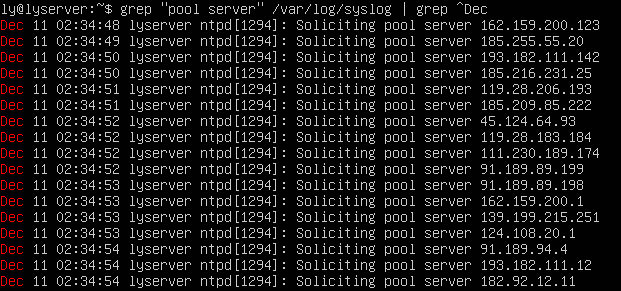 ly@lyserver:~$ grep "pool server" /var/log/syslog | grep ^Dec
Dec 11 02:34:48 lyserver ntpd[1294]: Soliciting pool server 162.159.200.123
Dec 11 02:34:49 lyserver ntpd[1294]: Soliciting pool server 185.255.55.20
Dec 11 02:34:50 lyserver ntpd[1294]: Soliciting pool server 193.182.111.142
Dec 11 02:34:50 lyserver ntpd[1294]: Soliciting pool server 185.216.231.25
Dec 11 02:34:51 lyserver ntpd[1294]: Soliciting pool server 119.28.206.193
Dec 11 02:34:51 lyserver ntpd[1294]: Soliciting pool server 185.209.85.222
Dec 11 02:34:52 lyserver ntpd[1294]: Soliciting pool server 45.124.64.93
Dec 11 02:34:52 lyserver ntpd[1294]: Soliciting pool server 119.28.183.184
Dec 11 02:34:52 lyserver ntpd[1294]: Soliciting pool server 111.230.189.174
Dec 11 02:34:52 lyserver ntpd[1294]: Soliciting pool server 91.189.89.199
Dec 11 02:34:53 lyserver ntpd[1294]: Soliciting pool server 91.189.89.198
Dec 11 02:34:53 lyserver ntpd[1294]: Soliciting pool server 162.159.200.1
Dec 11 02:34:53 lyserver ntpd[1294]: Soliciting pool server 139.199.215.251
Dec 11 02:34:53 lyserver ntpd[1294]: Soliciting pool server 124.108.20.1
Dec 11 02:34:54 lyserver ntpd[1294]: Soliciting pool server 91.189.94.4
Dec 11 02:34:54 lyserver ntpd[1294]: Soliciting pool server 193.182.111.12
Dec 11 02:34:54 lyserver ntpd[1294]: Soliciting pool server 182.92.12.11